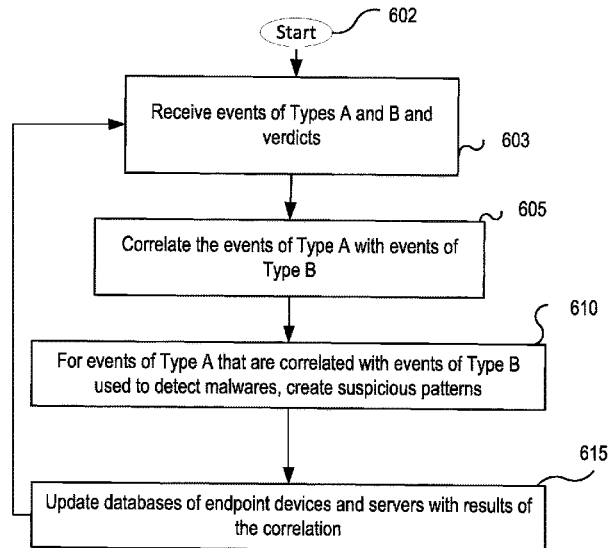 Start
602
Receive events of Types A and B and
verdicts
603
605
Correlate the events of Type A with events of
Type B
610
For events of Type A that are correlated with events of Type B
used to detect malwares, create suspicious patterns
615
Update databases of endpoint devices and servers with results of
the correlation